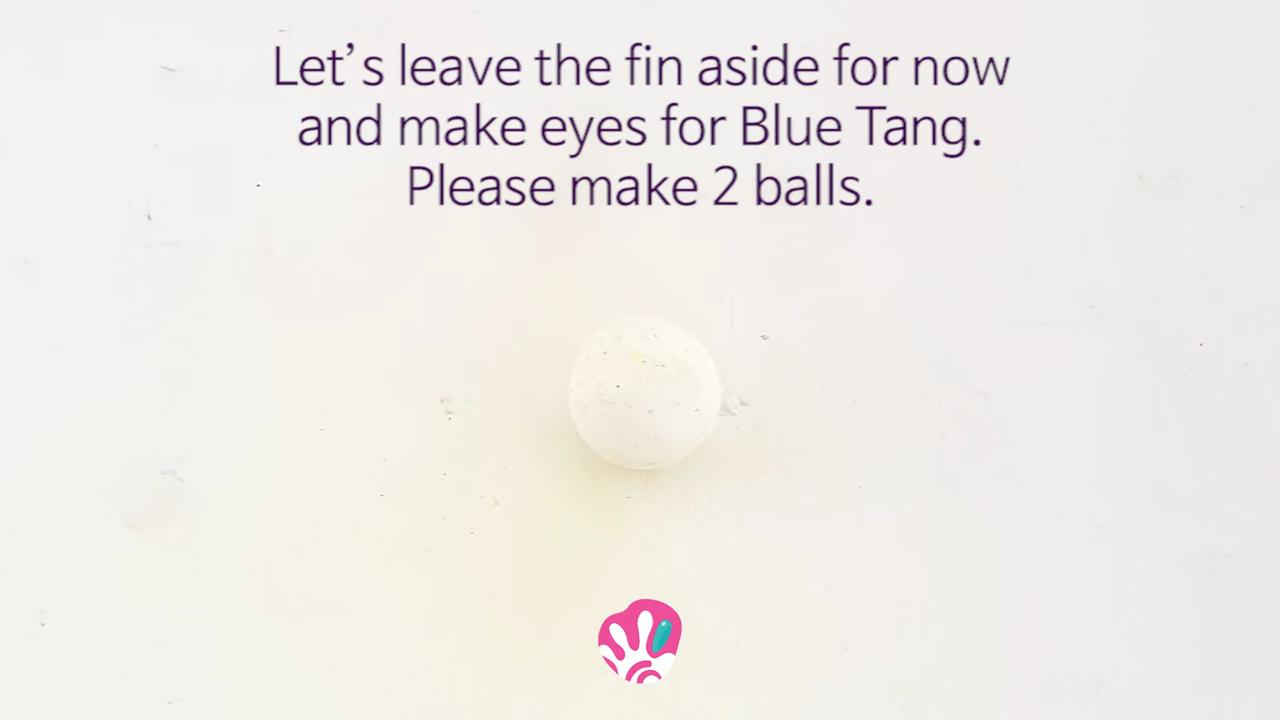 Let's leave the fin aside for now
and make eyes for Blue Tang.
Please make 2 balls.